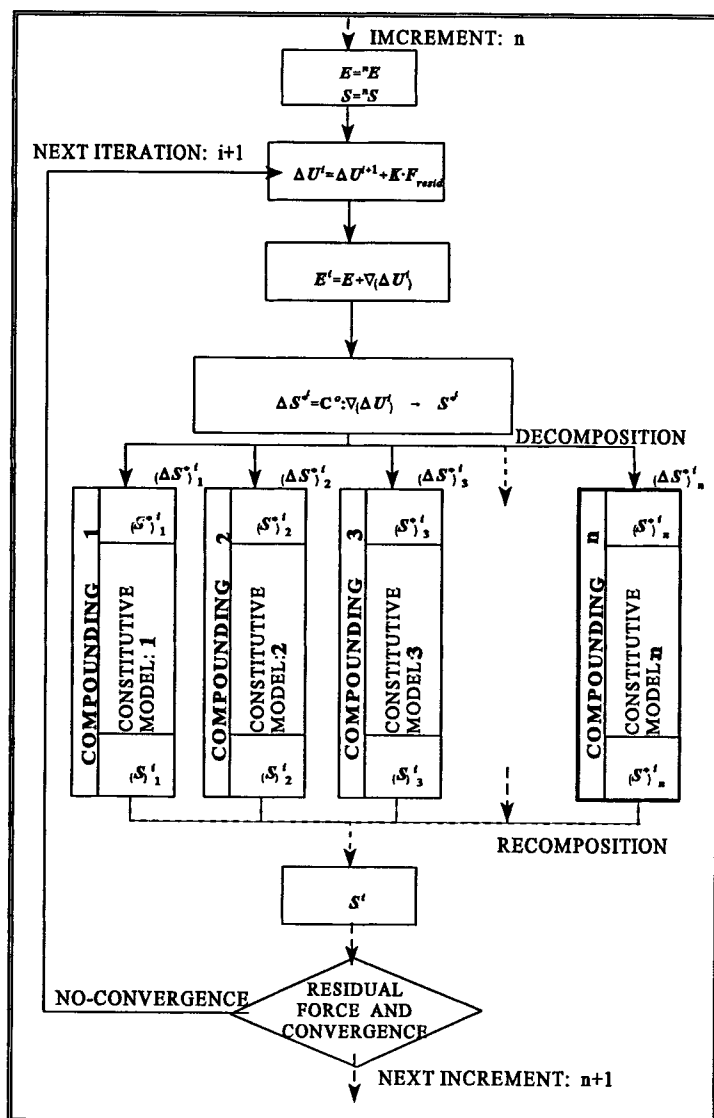 IMCREMENT: n
E=ⁿE
S=ⁿS
NEXT ITERATION: i+1
ΔUⁱ=ΔUⁱ⁺¹+K·F_resid
Eⁱ=E+∇(ΔUⁱ)
ΔS*ⁱ=Cᵒ:∇(ΔUⁱ) → S*ⁱ
DECOMPOSITION
(ΔS*)ⁱ₁ (ΔS*)ⁱ₂ (ΔS*)ⁱ₃ (ΔS*)ⁱₙ
COMPOUNDING 1
(S*)ⁱ₁
CONSTITUTIVE
MODEL: 1
(S)ⁱ₁
COMPOUNDING 2
(S*)ⁱ₂
CONSTITUTIVE
MODEL:2
(S)ⁱ₂
COMPOUNDING 3
(S*)ⁱ₃
CONSTITUTIVE
MODEL:3
(S)ⁱ₃
COMPOUNDING n
(S*)ⁱₙ
CONSTITUTIVE
MODEL:n
(S*)ⁱₙ
RECOMPOSITION
Sⁱ
NO-CONVERGENCE
RESIDUAL
FORCE AND
CONVERGENCE
NEXT INCREMENT: n+1